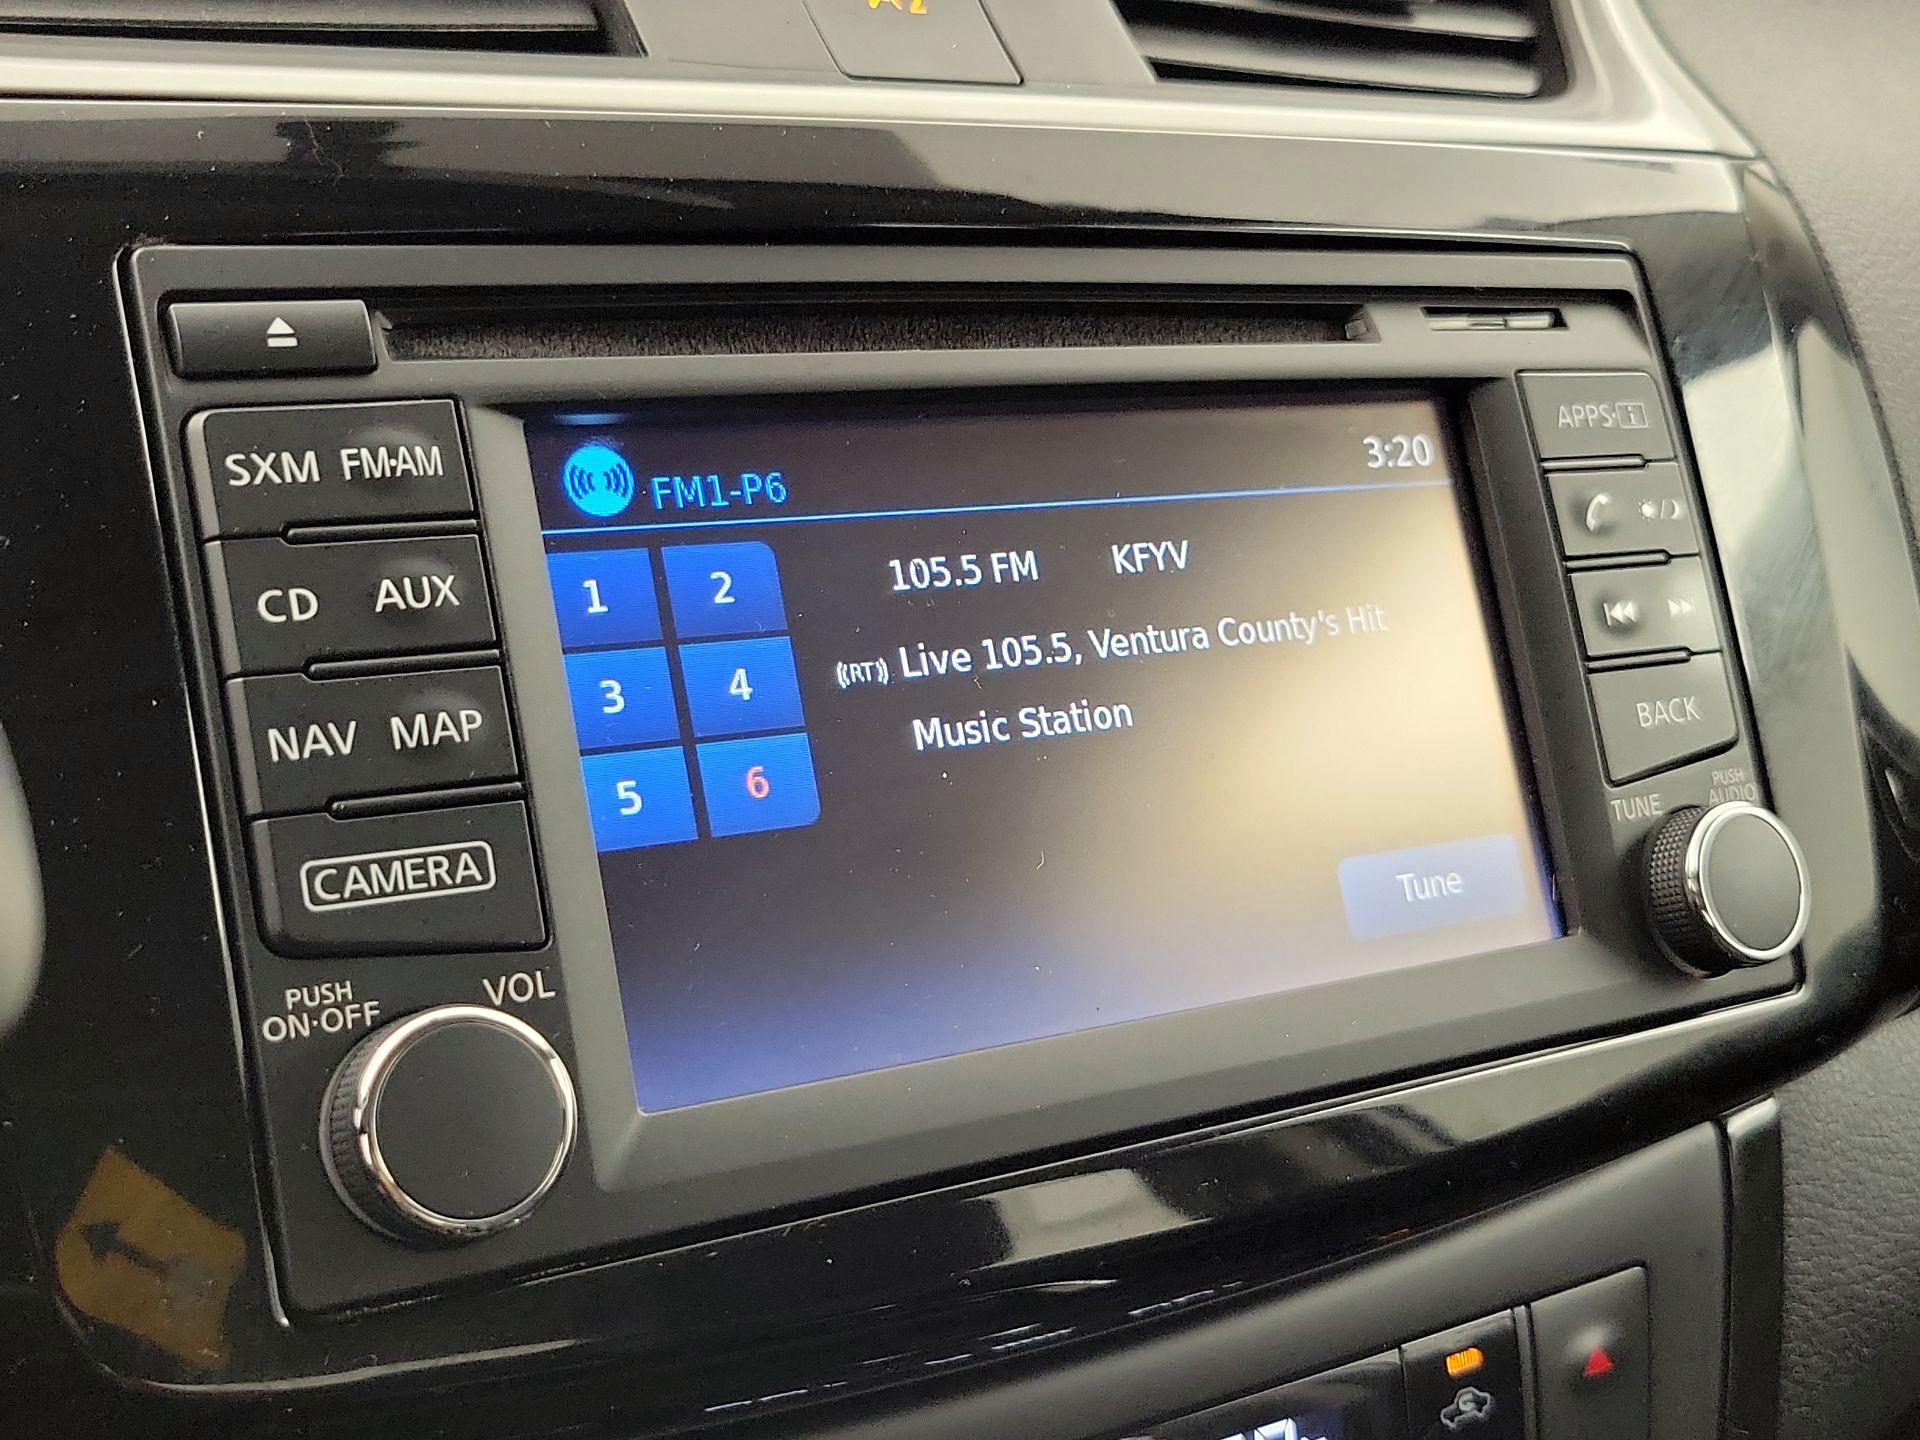 SXM FM·AM
CD AUX
NAV MAP
CAMERA
PUSH
ON·OFF
VOL
FM1-P6
3:20
1 2
3 4
5 6
105.5 FM KFYV
((RT)) Live 105.5, Ventura County's Hit
Music Station
Tune
APPS·i
BACK
TUNE
PUSH
AUDIO